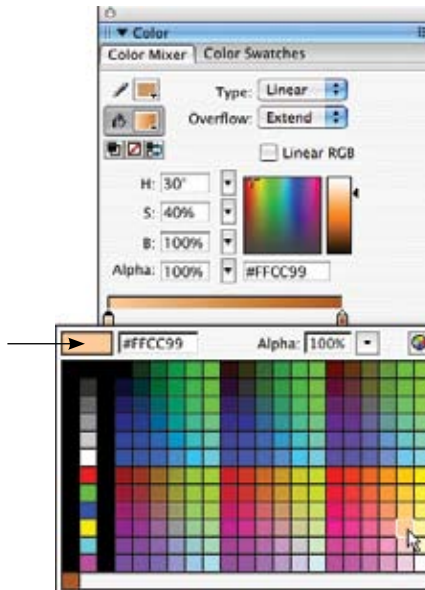 Color
Color Mixer Color Swatches
Type: Linear
Overflow: Extend
Linear RGB
H: 30°
S: 40%
B: 100%
Alpha: 100% #FFCC99
#FFCC99 Alpha: 100%